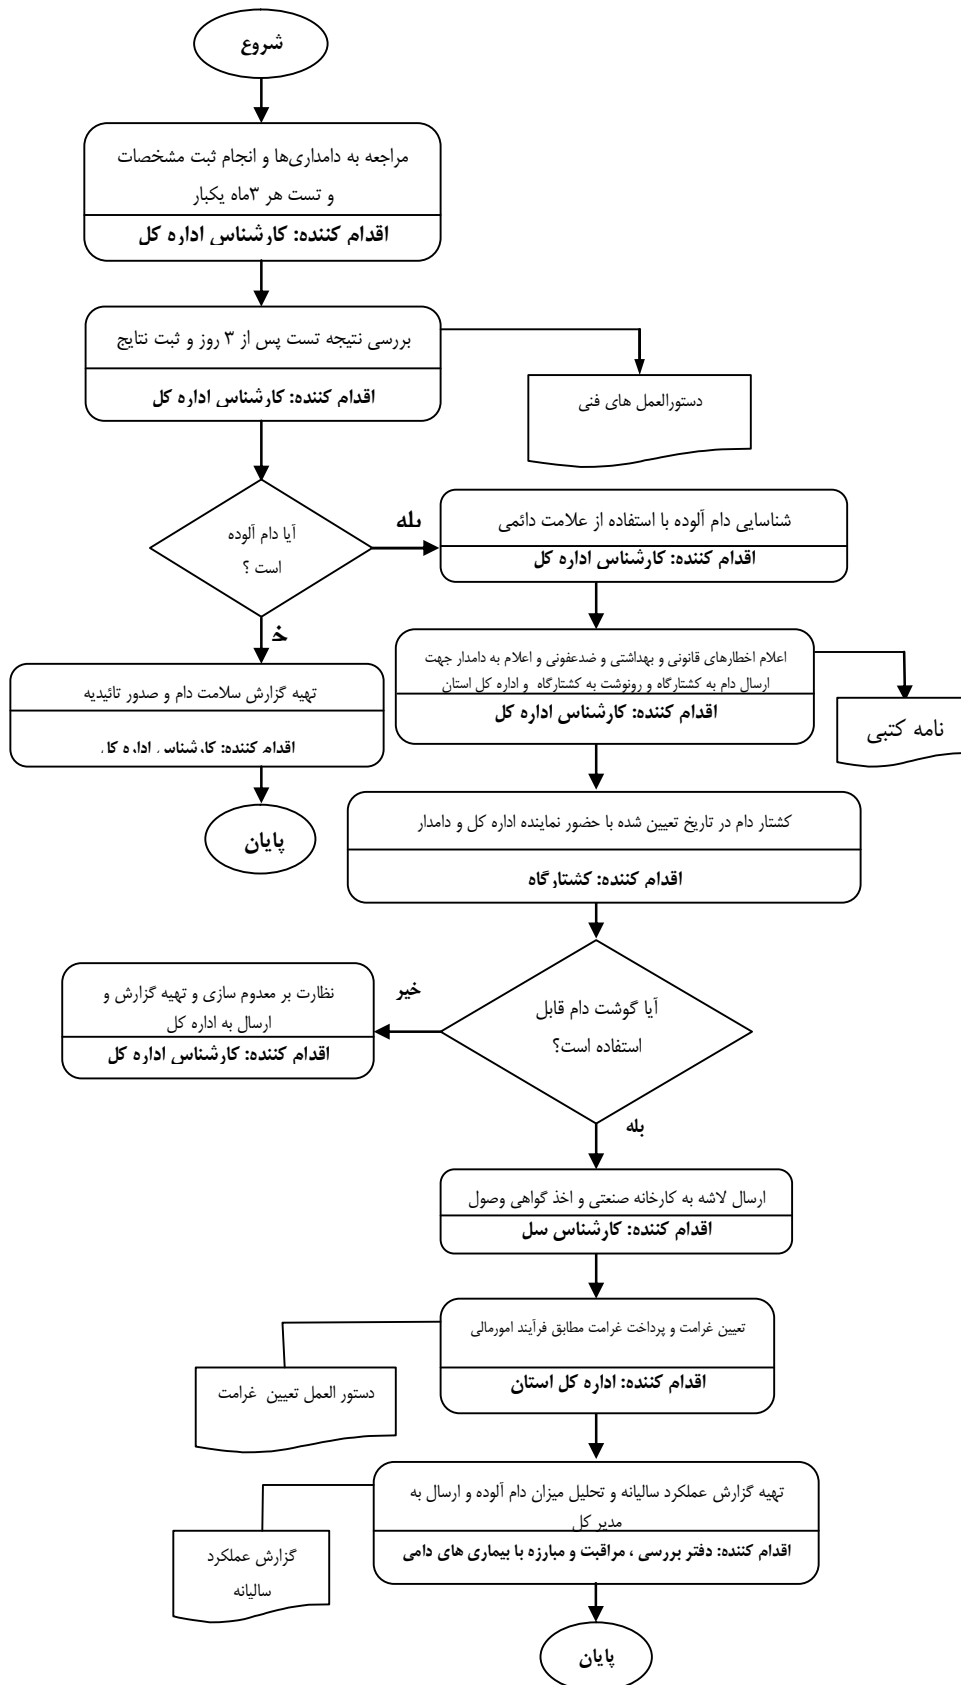 شروع
مراجعه به دامداری‌ها و انجام ثبت مشخصات
و تست هر ۳ماه یکبار
اقدام کننده: کارشناس اداره کل
بررسی نتیجه تست پس از ۳ روز و ثبت نتایج
اقدام کننده: کارشناس اداره کل
دستورالعمل های فنی
آیا دام آلوده
است ؟
بله
شناسایی دام آلوده با استفاده از علامت دائمی
اقدام کننده: کارشناس اداره کل
خ
تهیه گزارش سلامت دام و صدور تائیدیه
اقدام کننده: کارشناس اداره کل
پایان
اعلام اخطارهای قانونی و بهداشتی و ضدعفونی و اعلام به دامدار جهت
ارسال دام به کشتارگاه و رونوشت به کشتارگاه و اداره کل استان
اقدام کننده: کارشناس اداره کل
نامه کتبی
کشتار دام در تاریخ تعیین شده با حضور نماینده اداره کل و دامدار
اقدام کننده: کشتارگاه
آیا گوشت دام قابل
استفاده است؟
خیر
نظارت بر معدوم سازی و تهیه گزارش و
ارسال به اداره کل
اقدام کننده: کارشناس اداره کل
بله
ارسال لاشه به کارخانه صنعتی و اخذ گواهی وصول
اقدام کننده: کارشناس سل
تعیین غرامت و پرداخت غرامت مطابق فرآیند امورمالی
اقدام کننده: اداره کل استان
دستور العمل تعیین غرامت
تهیه گزارش عملکرد سالیانه و تحلیل میزان دام آلوده و ارسال به
مدیر کل
اقدام کننده: دفتر بررسی ، مراقبت و مبارزه با بیماری های دامی
گزارش عملکرد
سالیانه
پایان